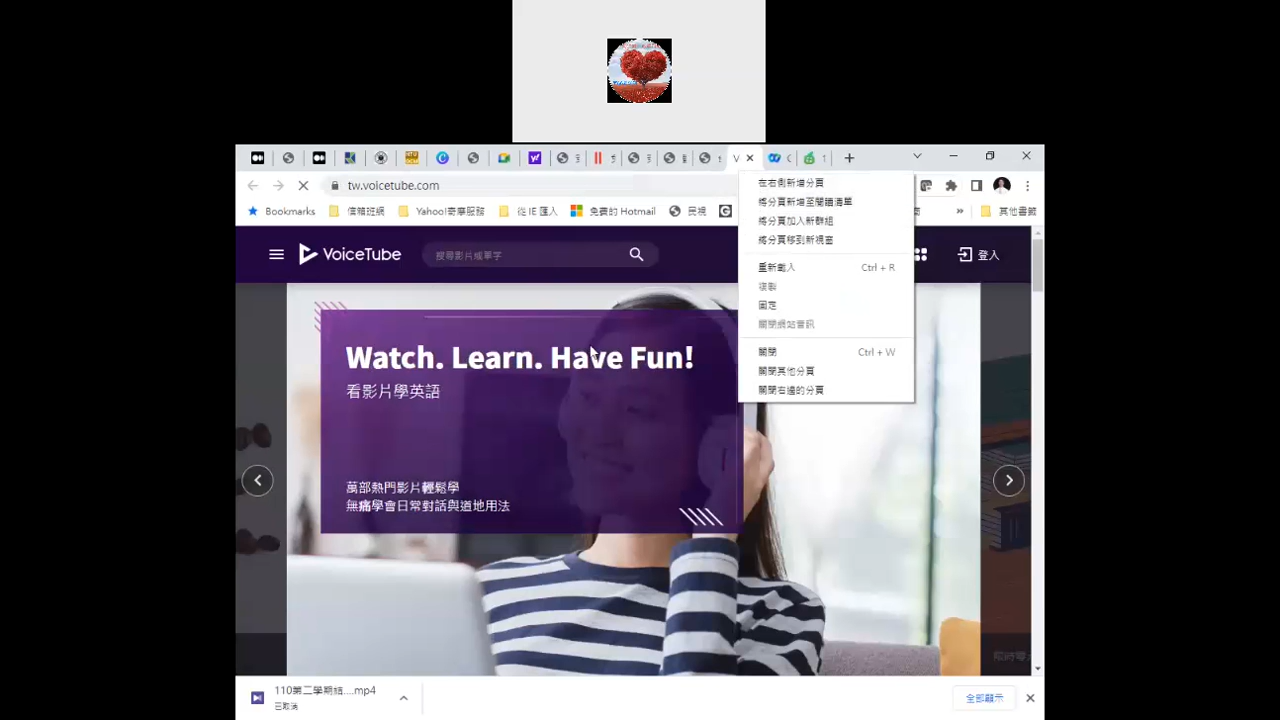 tw.voicetube.com
Bookmarks
信箱班網
Yahoo!奇摩服務
從 IE 匯入
免費的 Hotmail
民視
»
其他書籤
VoiceTube
搜尋影片或單字
登入
在右側新增分頁
將分頁新增至閱讀清單
將分頁加入新群組
將分頁移到新視窗
重新載入 Ctrl + R
複製
固定
關閉網站音訊
關閉 Ctrl + W
關閉其他分頁
關閉右邊的分頁
Watch. Learn. Have Fun!
看影片學英語
萬部熱門影片輕鬆學
無痛學會日常對話與道地用法
110第二學期結....mp4
已取消
全部顯示